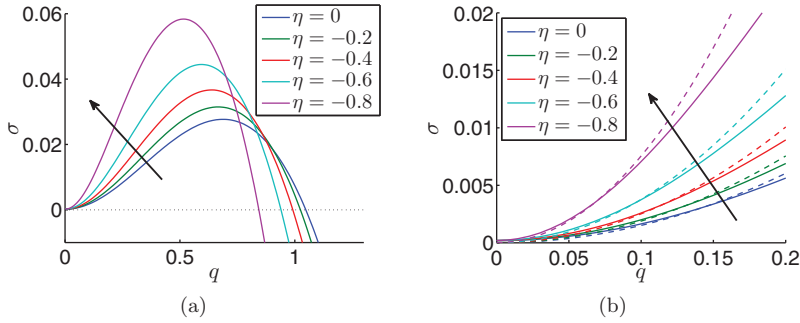 0.06
0.04
0.02
0
σ
0
0.5
1
q
η = 0
η = −0.2
η = −0.4
η = −0.6
η = −0.8
(a)
0.02
0.015
0.01
0.005
0
σ
0
0.05
0.1
0.15
0.2
q
η = 0
η = −0.2
η = −0.4
η = −0.6
η = −0.8
(b)